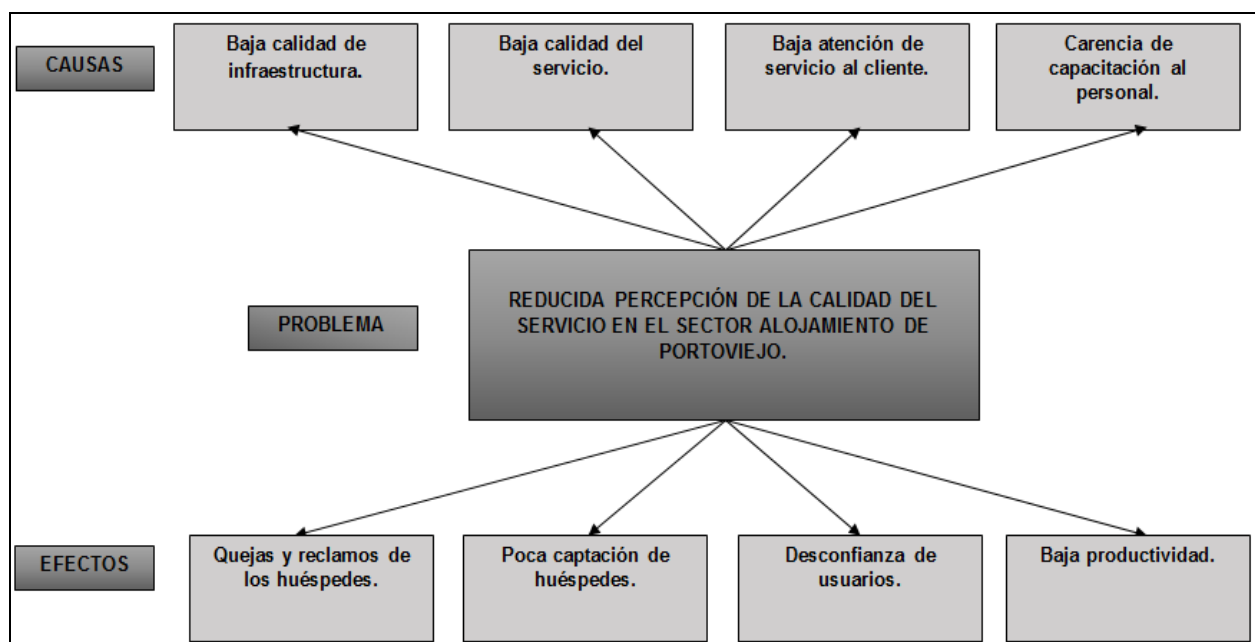 CAUSAS
Baja calidad de
infraestructura.
Baja calidad del
servicio.
Baja atención de
servicio al cliente.
Carencia de
capacitación al
personal.
PROBLEMA
REDUCIDA PERCEPCIÓN DE LA CALIDAD DEL
SERVICIO EN EL SECTOR ALOJAMIENTO DE
PORTOVIEJO.
EFECTOS
Quejas y reclamos de
los huéspedes.
Poca captación de
huéspedes.
Desconfianza de
usuarios.
Baja productividad.